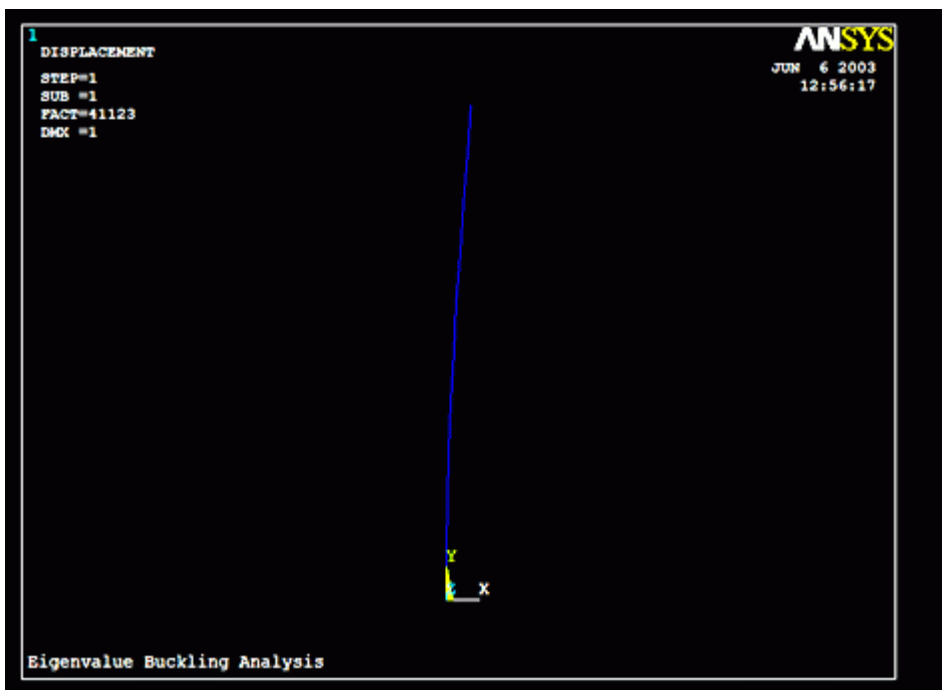 1
DISPLACEMENT
STEP=1
SUB =1
FACT=41123
DMX =1
ANSYS
JUN 6 2003
12:56:17
Y
Z X
Eigenvalue Buckling Analysis